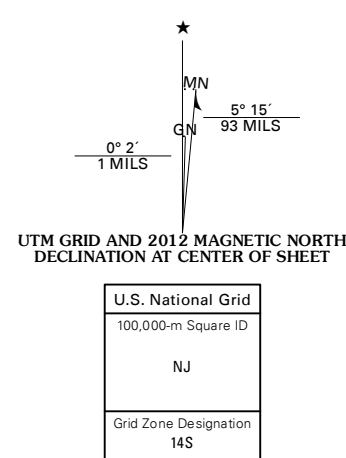 ★
MN
5° 15´
93 MILS
GN
0° 2´
1 MILS
UTM GRID AND 2012 MAGNETIC NORTH
DECLINATION AT CENTER OF SHEET
U.S. National Grid
100,000-m Square ID
NJ
Grid Zone Designation
14S